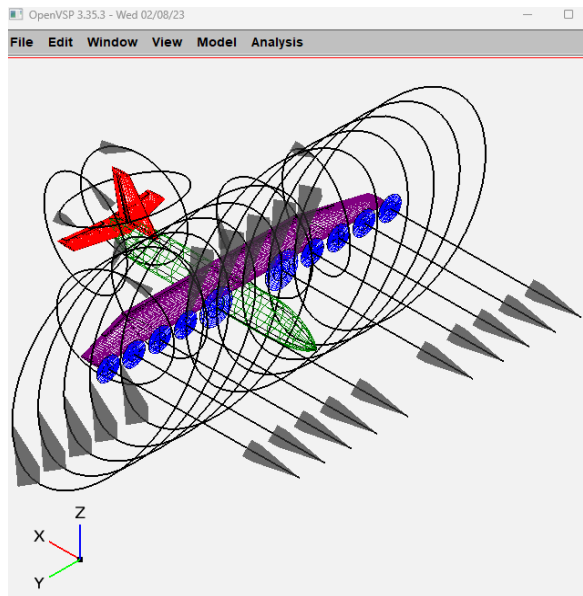 OpenVSP 3.35.3 - Wed 02/08/23
File Edit Window View Model Analysis
Z
X
Y